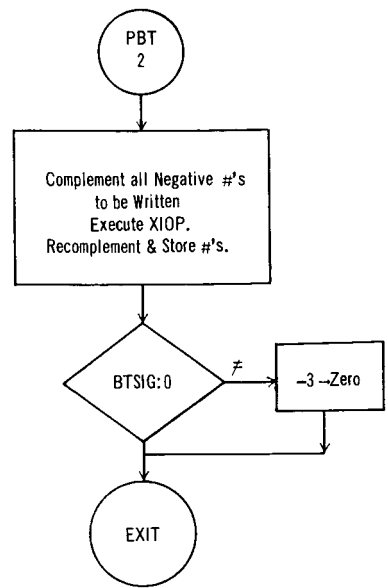 PBT
2
Complement all Negative #'s
to be Written
Execute XIOP.
Recomplement & Store #'s.
BTSIG:0
≠
-3→Zero
EXIT